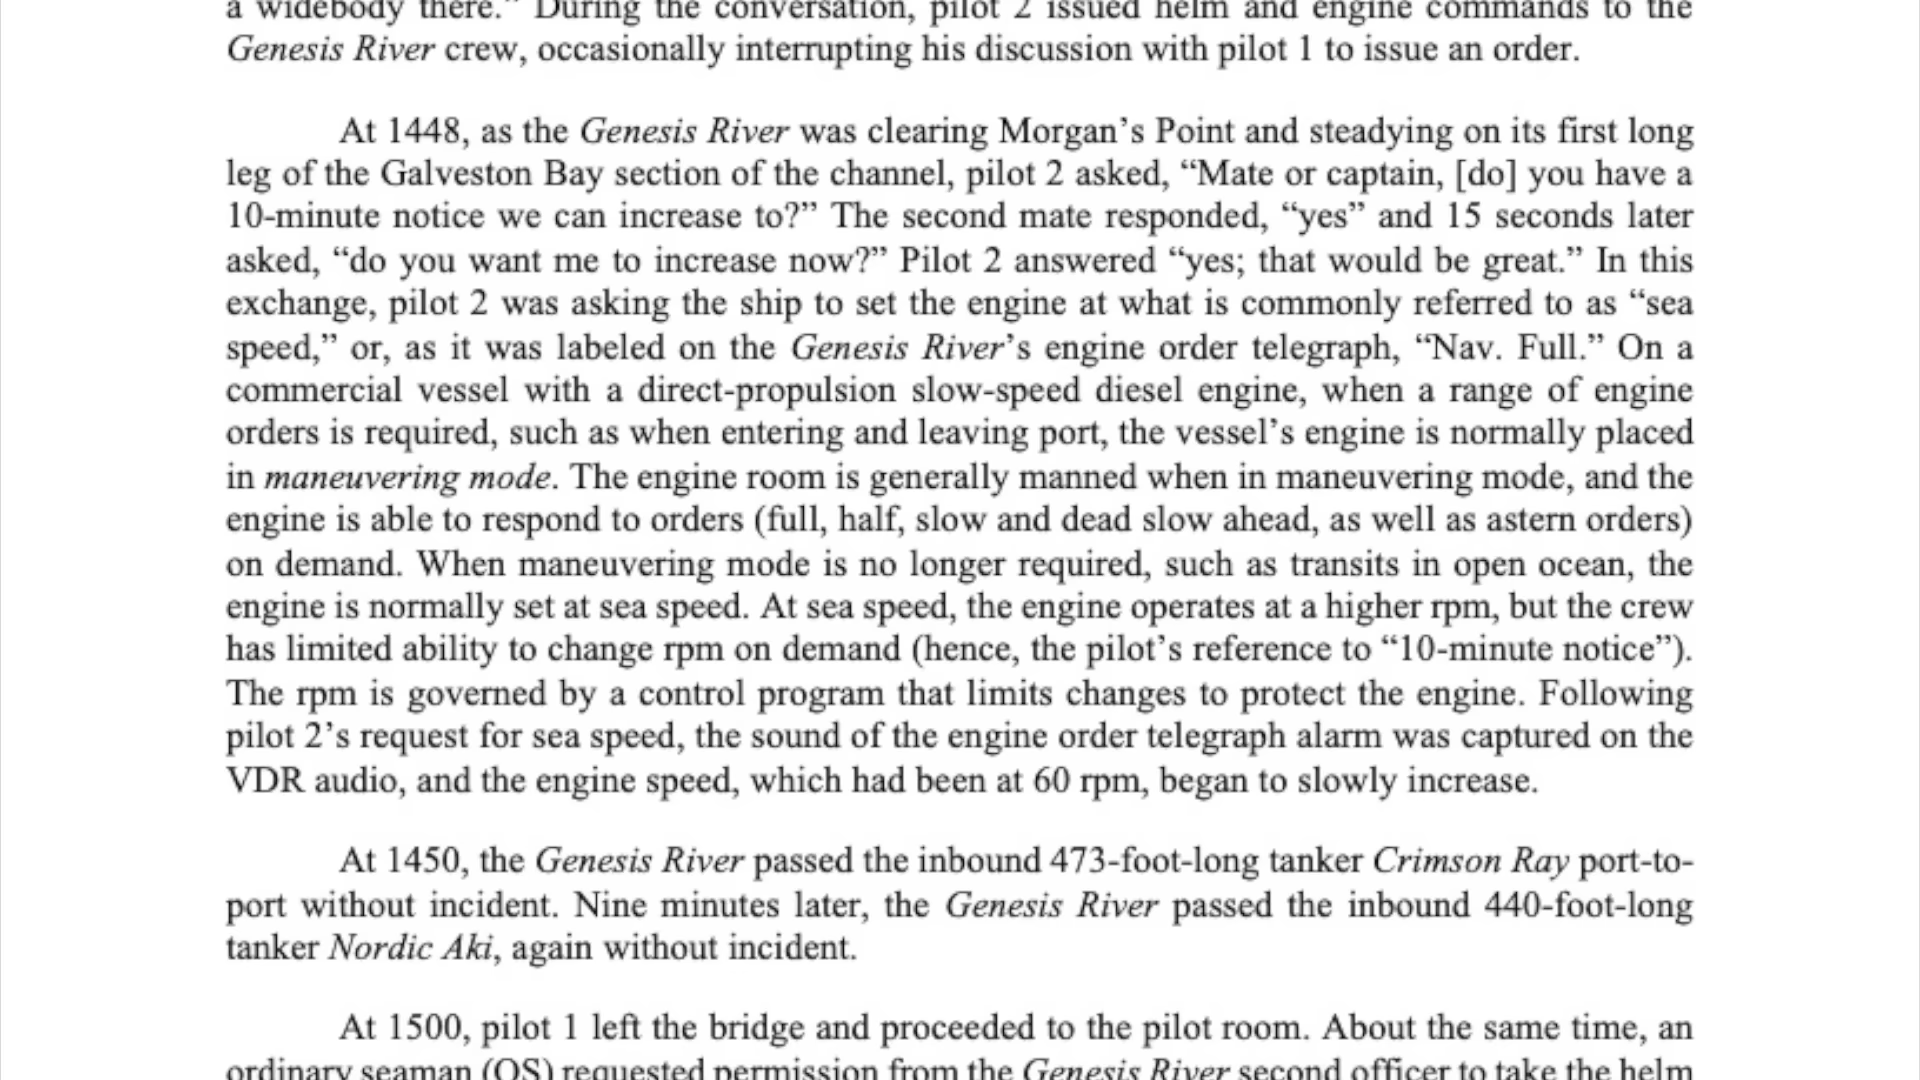 a widebody there.” During the conversation, pilot 2 issued helm and engine commands to the
Genesis River crew, occasionally interrupting his discussion with pilot 1 to issue an order.
At 1448, as the Genesis River was clearing Morgan’s Point and steadying on its first long
leg of the Galveston Bay section of the channel, pilot 2 asked, “Mate or captain, [do] you have a
10-minute notice we can increase to?” The second mate responded, “yes” and 15 seconds later
asked, “do you want me to increase now?” Pilot 2 answered “yes; that would be great.” In this
exchange, pilot 2 was asking the ship to set the engine at what is commonly referred to as “sea
speed,” or, as it was labeled on the Genesis River’s engine order telegraph, “Nav. Full.” On a
commercial vessel with a direct-propulsion slow-speed diesel engine, when a range of engine
orders is required, such as when entering and leaving port, the vessel’s engine is normally placed
in maneuvering mode. The engine room is generally manned when in maneuvering mode, and the
engine is able to respond to orders (full, half, slow and dead slow ahead, as well as astern orders)
on demand. When maneuvering mode is no longer required, such as transits in open ocean, the
engine is normally set at sea speed. At sea speed, the engine operates at a higher rpm, but the crew
has limited ability to change rpm on demand (hence, the pilot’s reference to “10-minute notice”).
The rpm is governed by a control program that limits changes to protect the engine. Following
pilot 2’s request for sea speed, the sound of the engine order telegraph alarm was captured on the
VDR audio, and the engine speed, which had been at 60 rpm, began to slowly increase.
At 1450, the Genesis River passed the inbound 473-foot-long tanker Crimson Ray port-to-
port without incident. Nine minutes later, the Genesis River passed the inbound 440-foot-long
tanker Nordic Aki, again without incident.
At 1500, pilot 1 left the bridge and proceeded to the pilot room. About the same time, an
ordinary seaman (OS) requested permission from the Genesis River second officer to take the helm